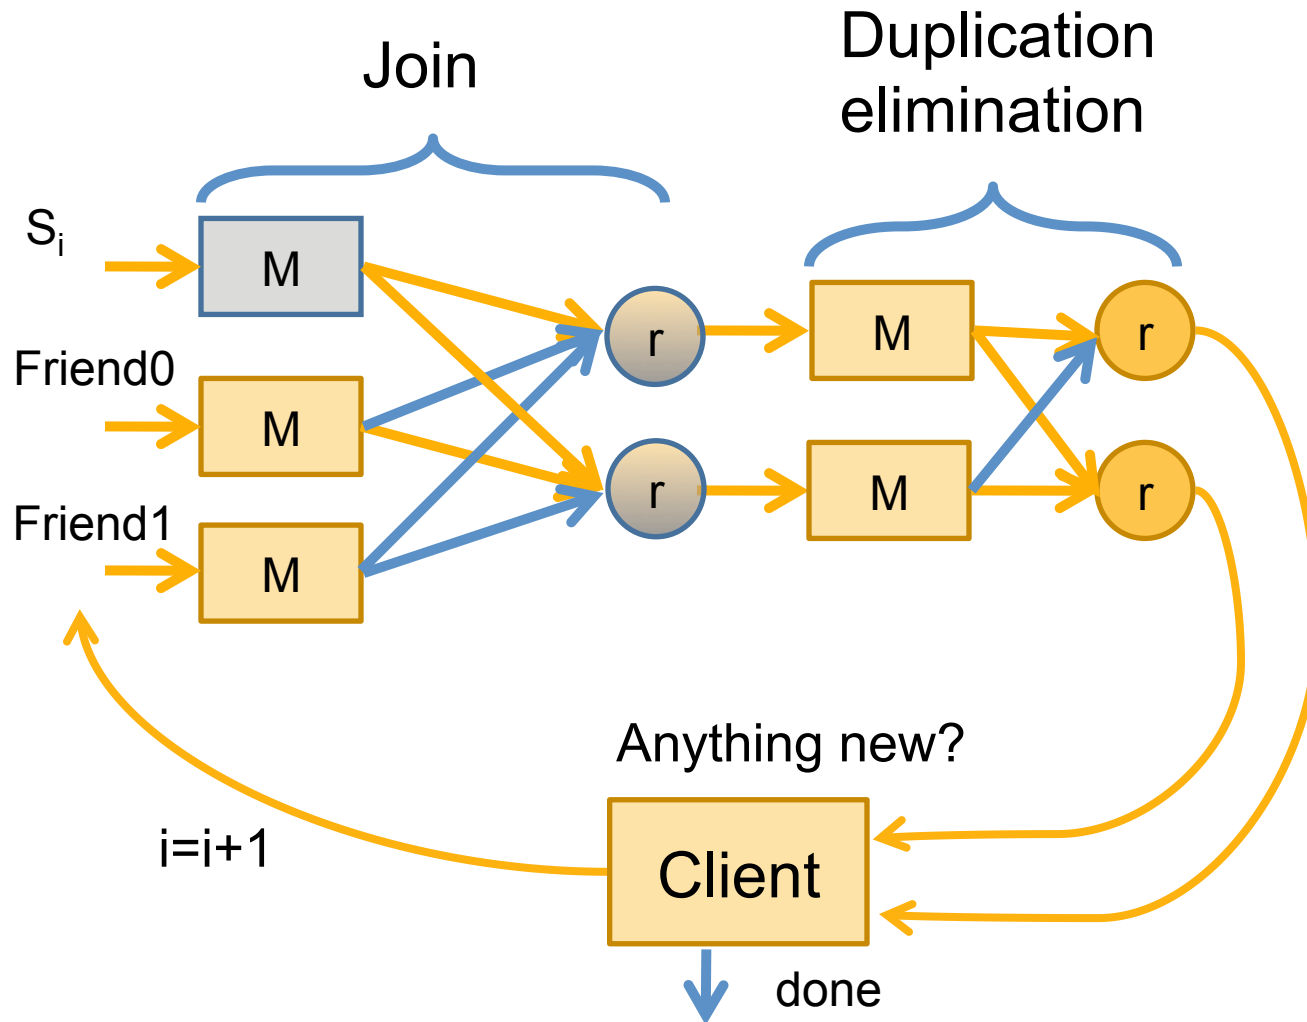 Join
Duplication
elimination
Si
M
Friend0
M
Friend1
M
r
r
M
M
r
r
Anything new?
i=i+1
Client
done